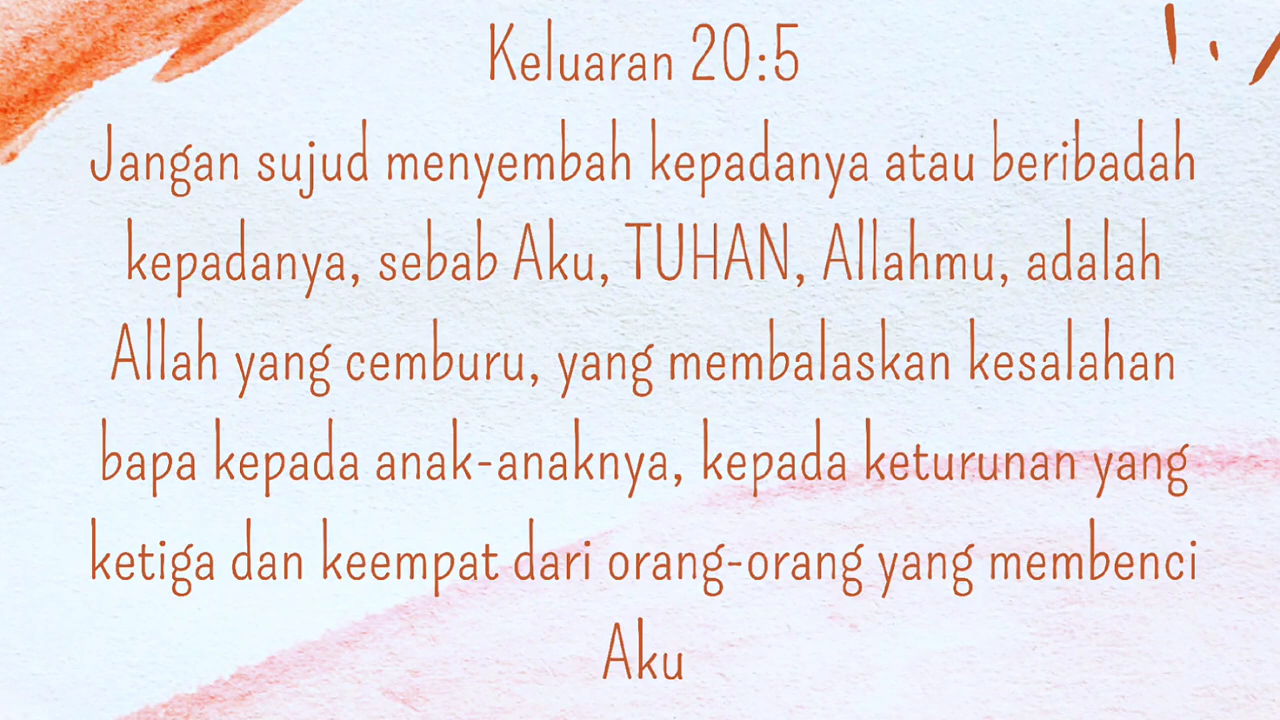 Keluaran 20:5
Jangan sujud menyembah kepadanya atau beribadah
kepadanya, sebab Aku, TUHAN, Allahmu, adalah
Allah yang cemburu, yang membalaskan kesalahan
bapa kepada anak-anaknya, kepada keturunan yang
ketiga dan keempat dari orang-orang yang membenci
Aku